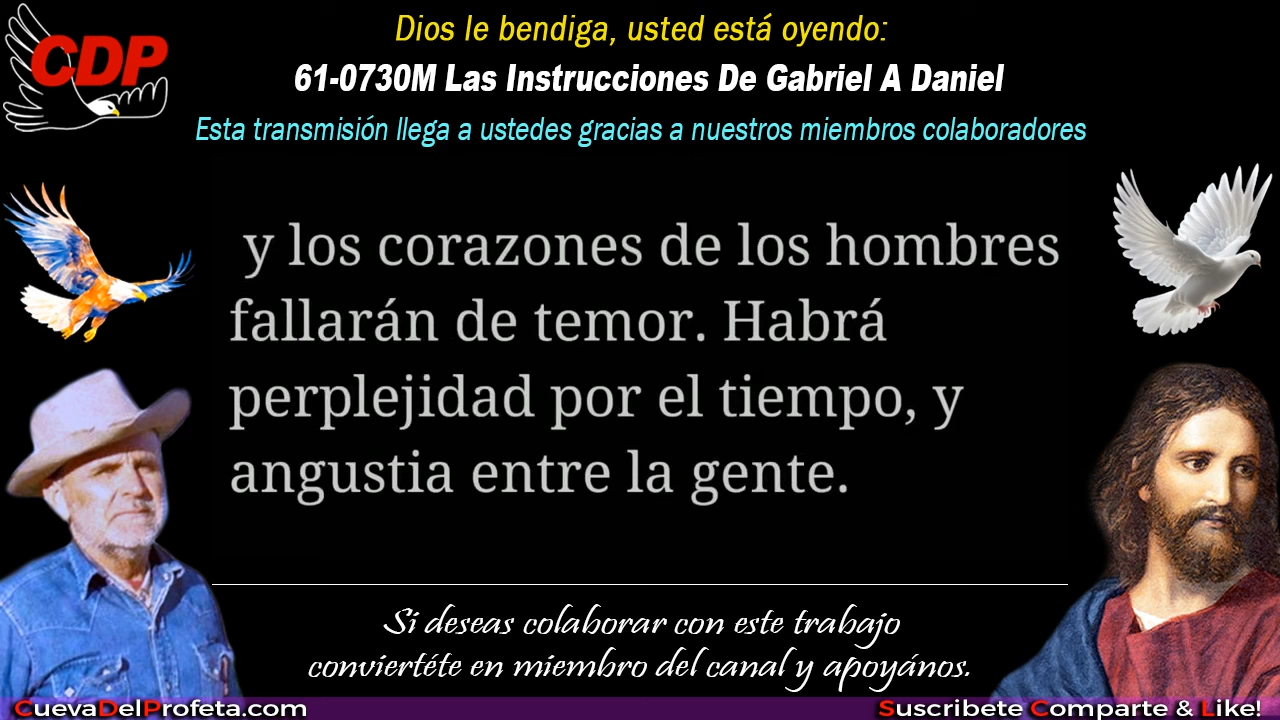 CDP
Dios le bendiga, usted está oyendo:
61-0730M Las Instrucciones De Gabriel A Daniel
Esta transmisión llega a ustedes gracias a nuestros miembros colaboradores
y los corazones de los hombres
fallarán de temor. Habrá
perplejidad por el tiempo, y
angustia entre la gente.
Si deseas colaborar con este trabajo
conviertéte en miembro del canal y apoyános.
CuevaDelProfeta.com
Suscribete Comparte & Like!